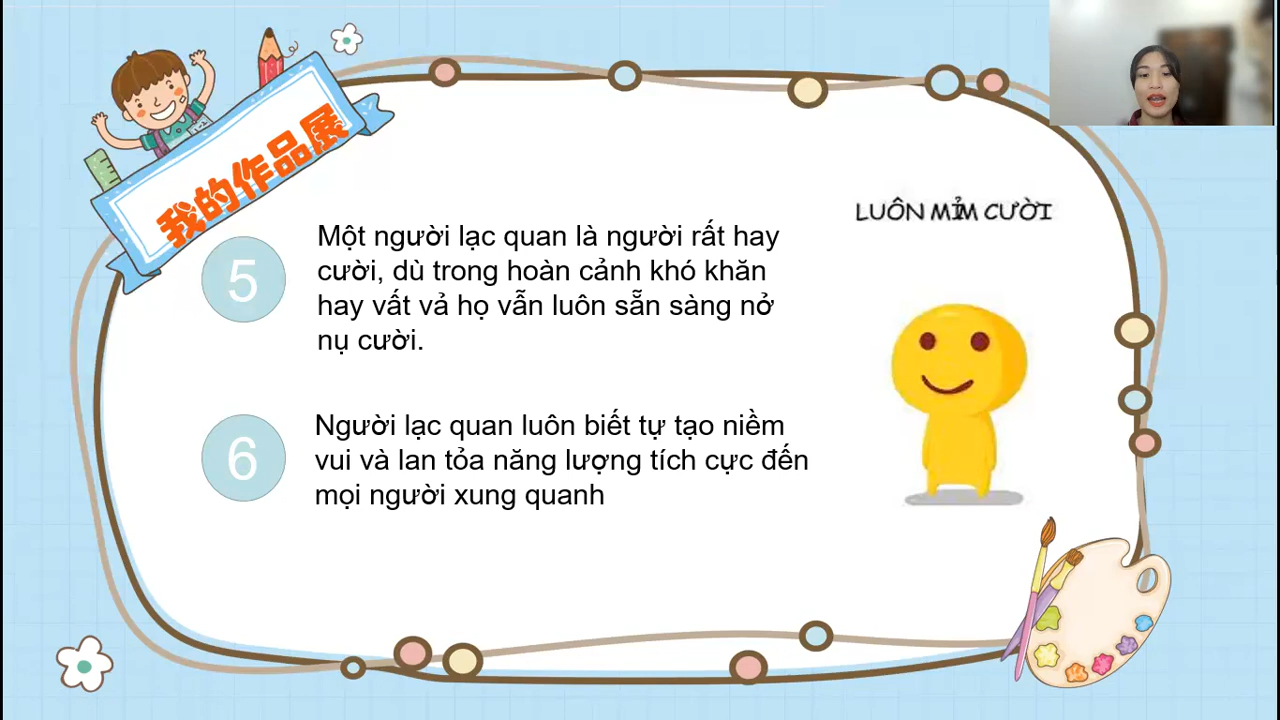 我的作品展
LUÔN MỈM CƯỜI
5
Một người lạc quan là người rất hay
cười, dù trong hoàn cảnh khó khăn
hay vất vả họ vẫn luôn sẵn sàng nở
nụ cười.
6
Người lạc quan luôn biết tự tạo niềm
vui và lan tỏa năng lượng tích cực đến
mọi người xung quanh